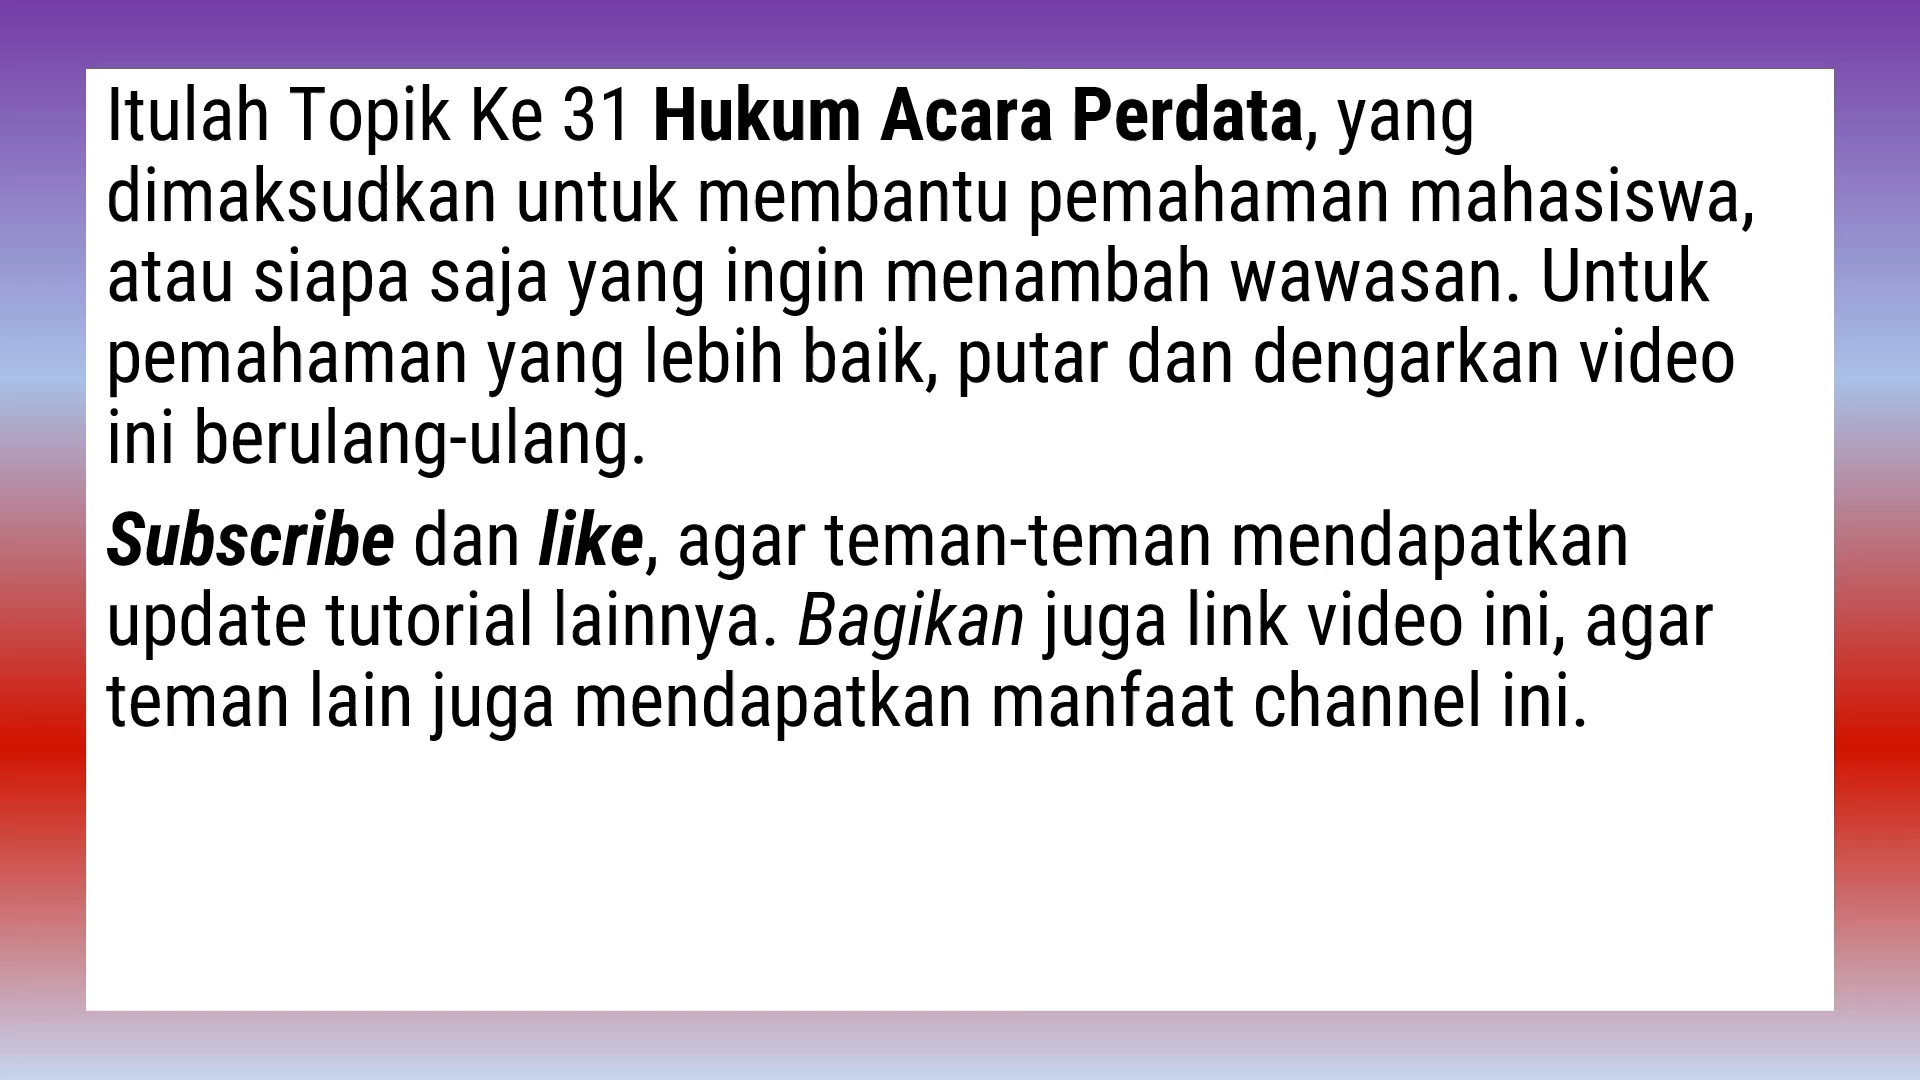 Itulah Topik Ke 31 Hukum Acara Perdata, yang
dimaksudkan untuk membantu pemahaman mahasiswa,
atau siapa saja yang ingin menambah wawasan. Untuk
pemahaman yang lebih baik, putar dan dengarkan video
ini berulang-ulang.
Subscribe dan like, agar teman-teman mendapatkan
update tutorial lainnya. Bagikan juga link video ini, agar
teman lain juga mendapatkan manfaat channel ini.